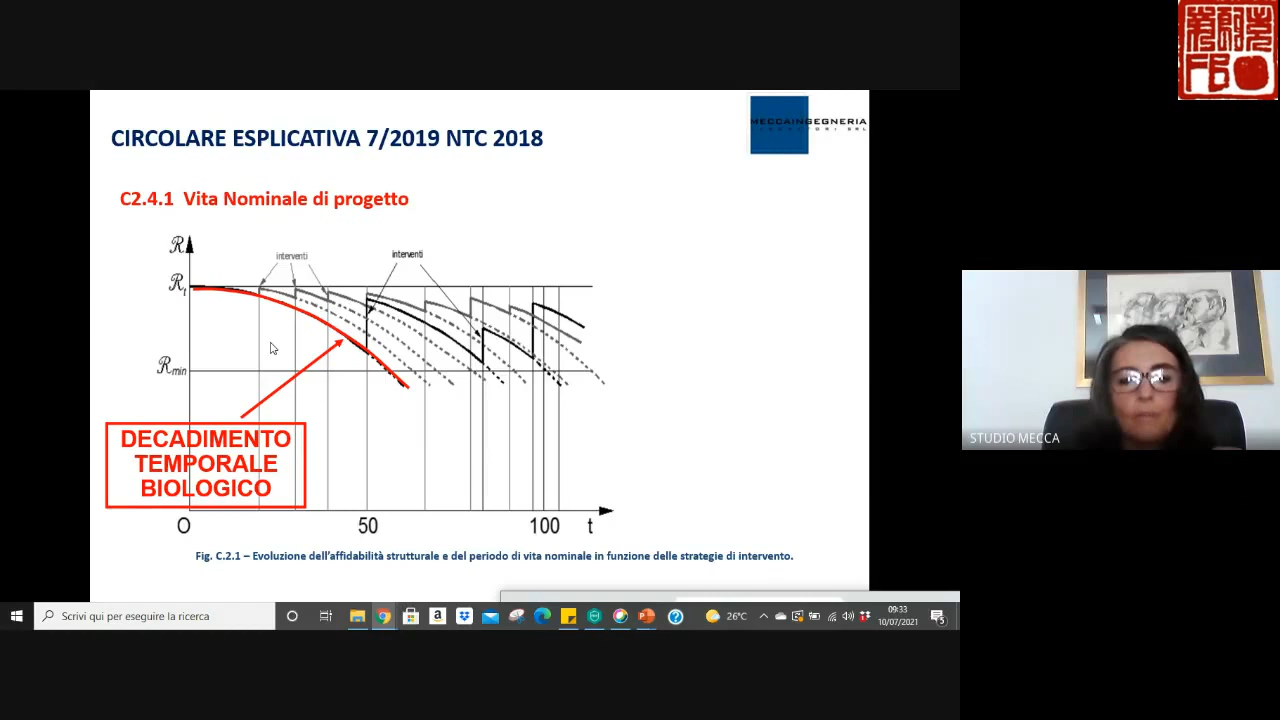 CIRCOLARE ESPLICATIVA 7/2019 NTC 2018
MECCAINGEGNERIA
C2.4.1 Vita Nominale di progetto
ℛ
interventi
interventi
ℛt
ℛmin
DECADIMENTO
TEMPORALE
BIOLOGICO
O
50
100
t
Fig. C.2.1 – Evoluzione dell'affidabilità strutturale e del periodo di vita nominale in funzione delle strategie di intervento.
STUDIO MECCA
Scrivi qui per eseguire la ricerca
26°C
09:33
10/07/2021
5